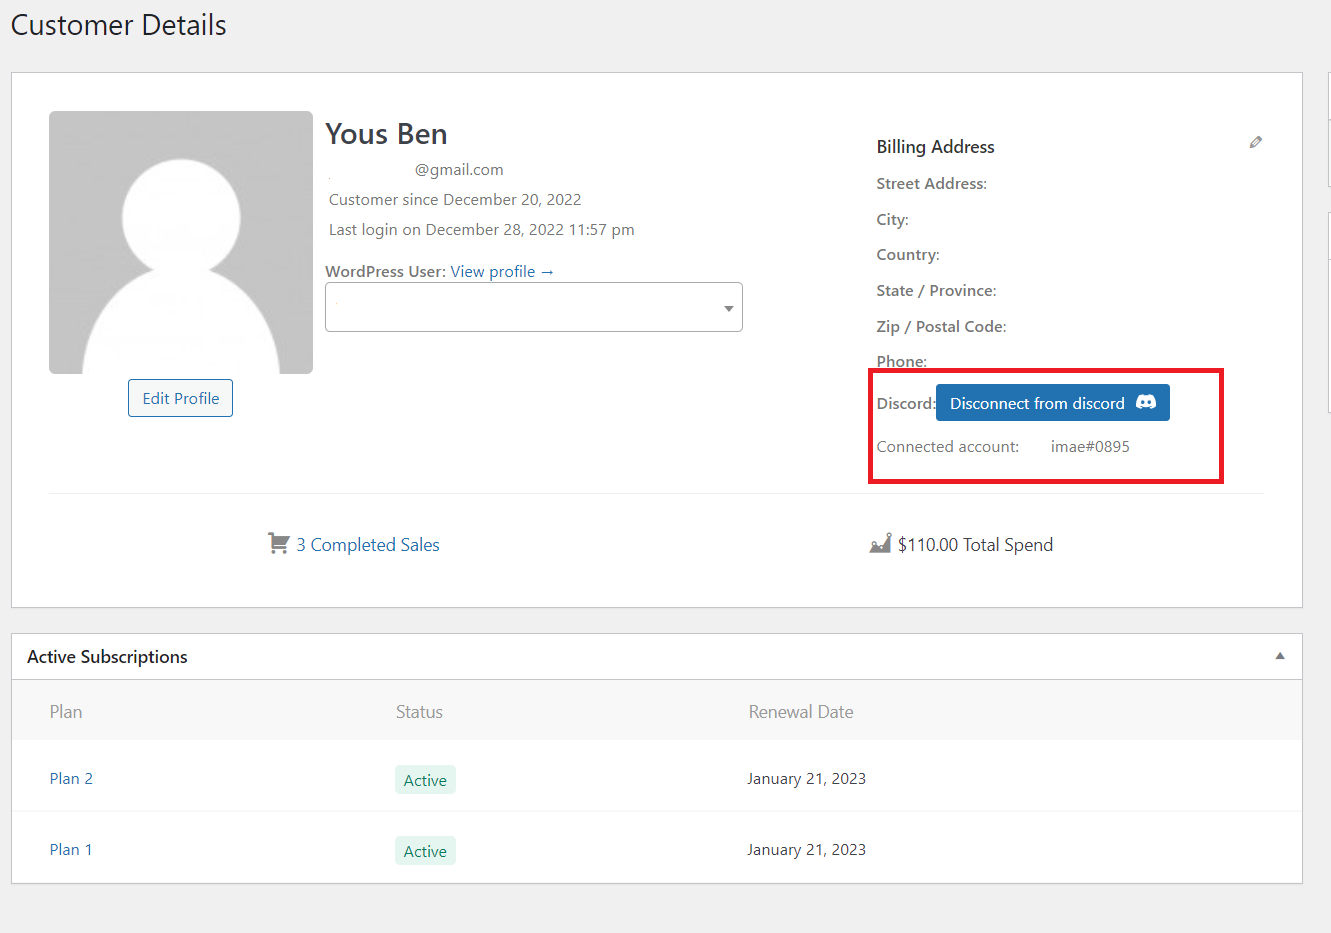 Customer Details
Yous Ben
@gmail.com
Customer since December 20, 2022
Last login on December 28, 2022 11:57 pm
WordPress User: View profile →
Edit Profile
Billing Address
Street Address:
City:
Country:
State / Province:
Zip / Postal Code:
Phone:
Discord: Disconnect from discord
Connected account: imae#0895
3 Completed Sales
$110.00 Total Spend
Active Subscriptions
Plan Status Renewal Date
Plan 2 Active January 21, 2023
Plan 1 Active January 21, 2023